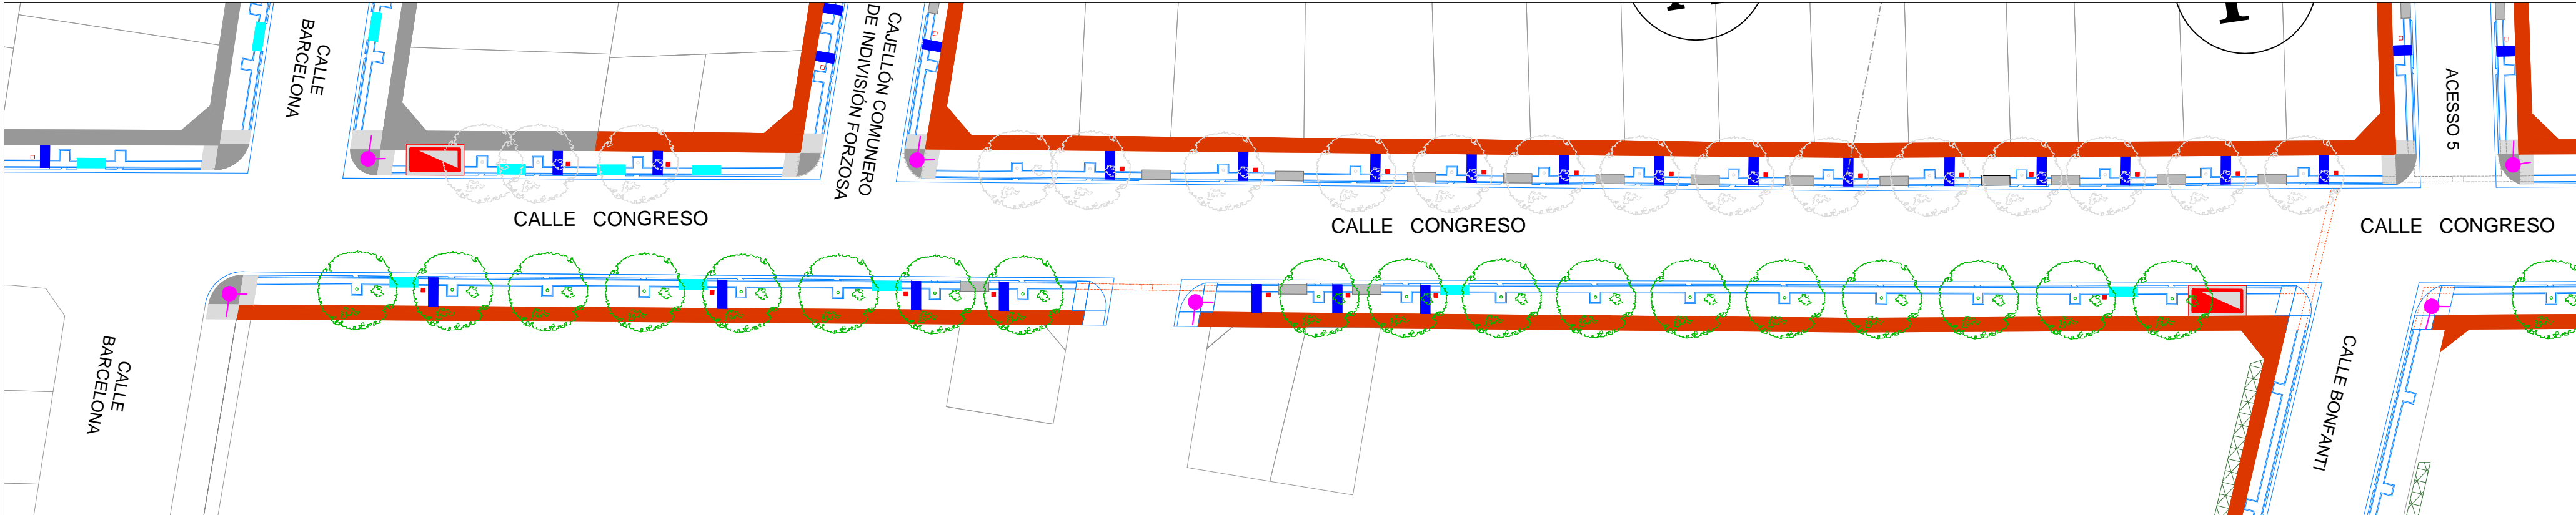 CALLE
BARCELONA
CAJELLÓN COMUNERO
DE INDIVISIÓN FORZOSA
ACESSO 5
CALLE CONGRESO
CALLE CONGRESO
CALLE CONGRESO
CALLE
BARCELONA
CALLE BONFANTI